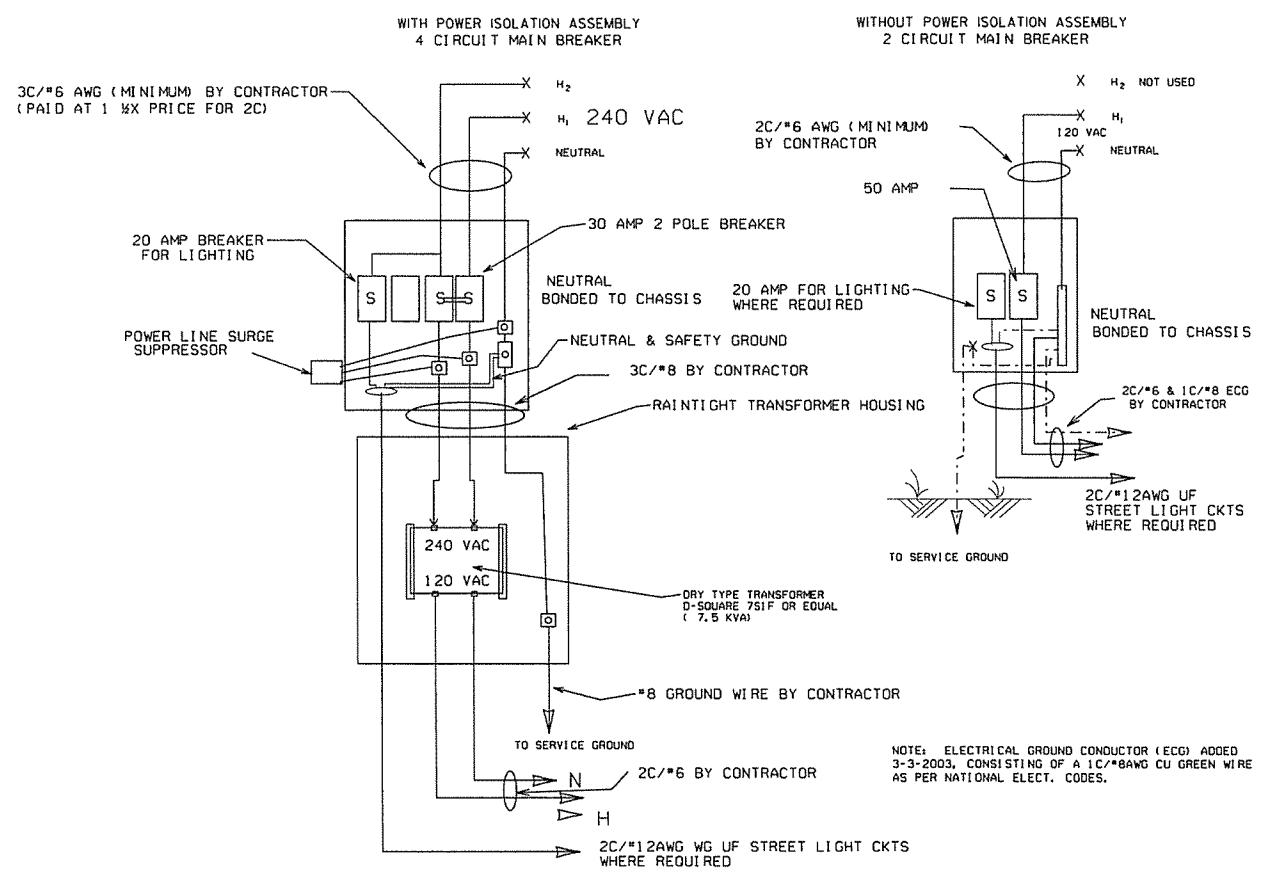 WITH POWER ISOLATION ASSEMBLY
4 CIRCUIT MAIN BREAKER
3C/#6 AWG (MINIMUM) BY CONTRACTOR
(PAID AT 1 ½X PRICE FOR 2C)
H₂
H₁ 240 VAC
NEUTRAL
20 AMP BREAKER
FOR LIGHTING
30 AMP 2 POLE BREAKER
S
S
S
NEUTRAL
BONDED TO CHASSIS
POWER LINE SURGE
SUPPRESSOR
NEUTRAL & SAFETY GROUND
3C/#8 BY CONTRACTOR
RAINTIGHT TRANSFORMER HOUSING
240 VAC
120 VAC
DRY TYPE TRANSFORMER
D-SQUARE 7S1F OR EQUAL
( 7.5 KVA)
#8 GROUND WIRE BY CONTRACTOR
TO SERVICE GROUND
2C/#6 BY CONTRACTOR
N
H
2C/#12AWG WG UF STREET LIGHT CKTS
WHERE REQUIRED
WITHOUT POWER ISOLATION ASSEMBLY
2 CIRCUIT MAIN BREAKER
H₂ NOT USED
H₁
120 VAC
NEUTRAL
2C/#6 AWG (MINIMUM)
BY CONTRACTOR
50 AMP
20 AMP FOR LIGHTING
WHERE REQUIRED
S
S
NEUTRAL
BONDED TO CHASSIS
2C/#6 & 1C/#8 ECG
BY CONTRACTOR
2C/#12AWG UF
STREET LIGHT CKTS
WHERE REQUIRED
TO SERVICE GROUND
NOTE: ELECTRICAL GROUND CONDUCTOR (ECG) ADDED
3-3-2003, CONSISTING OF A 1C/#8AWG CU GREEN WIRE
AS PER NATIONAL ELECT. CODES.